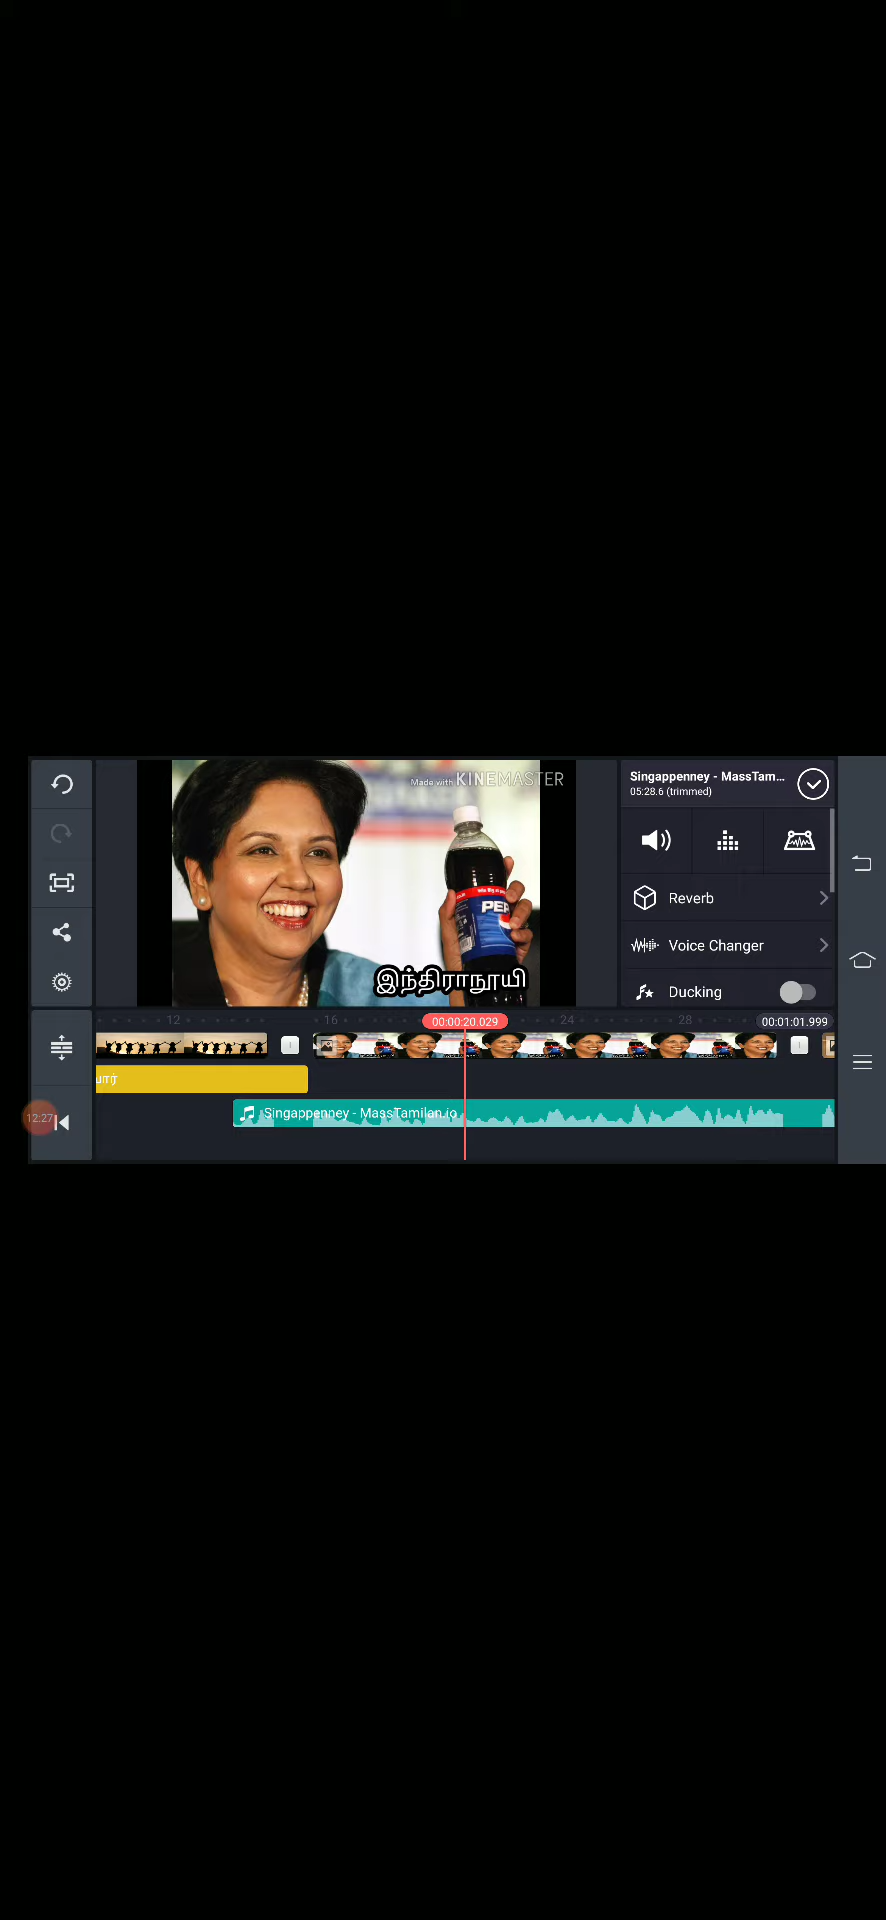 Made with KINEMASTER
Singappenney - MassTam...
05:28.6 (trimmed)
PEP
இந்திராநூயி
Reverb
Voice Changer
Ducking
12
16
00:00:20.029
24
28
00:01:01.999
யார்
Singappenney - MassTamilan.io
12:27